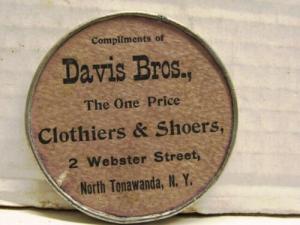 Compliments of
Davis Bros.,
The One Price
Clothiers & Shoers,
2 Webster Street,
North Tonawanda, N. Y.